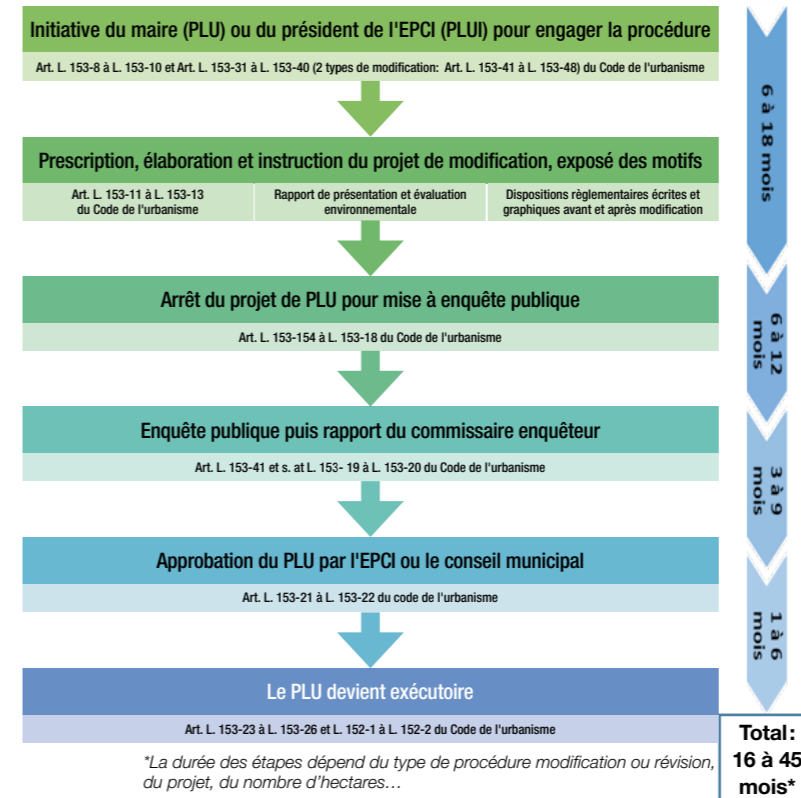 Initiative du maire (PLU) ou du président de l'EPCI (PLUI) pour engager la procédure
Art. L. 153-8 à L. 153-10 et Art. L. 153-31 à L. 153-40 (2 types de modification: Art. L. 153-41 à L. 153-48) du Code de l'urbanisme
Prescription, élaboration et instruction du projet de modification, exposé des motifs
Art. L. 153-11 à L. 153-13
du Code de l'urbanisme
Rapport de présentation et évaluation
environnementale
Dispositions règlementaires écrites et
graphiques avant et après modification
6 à 18 mois
Arrêt du projet de PLU pour mise à enquête publique
Art. L. 153-154 à L. 153-18 du Code de l'urbanisme
6 à 12
mois
Enquête publique puis rapport du commissaire enquêteur
Art. L. 153-41 et s. at L. 153- 19 à L. 153-20 du Code de l'urbanisme
3 à 9
mois
Approbation du PLU par l'EPCI ou le conseil municipal
Art. L. 153-21 à L. 153-22 du code de l'urbanisme
1 à 6
mois
Le PLU devient exécutoire
Art. L. 153-23 à L. 153-26 et L. 152-1 à L. 152-2 du Code de l'urbanisme
*La durée des étapes dépend du type de procédure modification ou révision,
du projet, du nombre d'hectares…
Total:
16 à 45
mois*